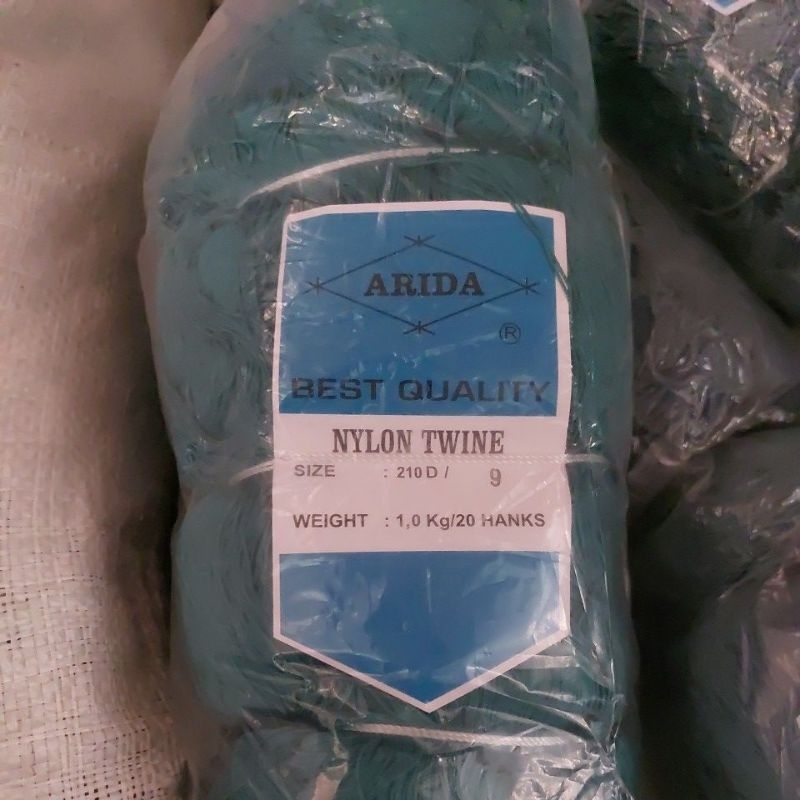 ARIDA
®
BEST QUALITY
NYLON TWINE
SIZE : 210 D / 9
WEIGHT : 1,0 Kg/20 HANKS